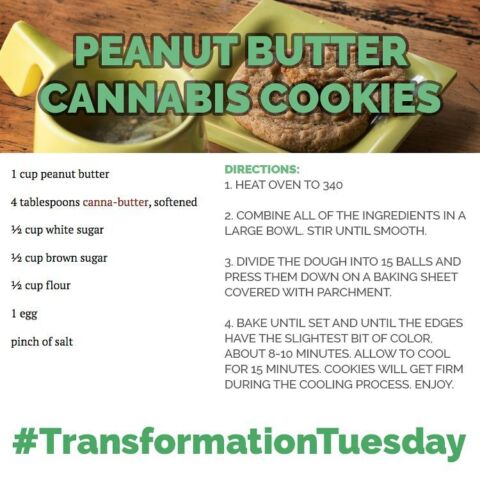 PEANUT BUTTER
CANNABIS COOKIES
1 cup peanut butter
4 tablespoons canna-butter, softened
½ cup white sugar
½ cup brown sugar
½ cup flour
1 egg
pinch of salt
DIRECTIONS:
1. HEAT OVEN TO 340
2. COMBINE ALL OF THE INGREDIENTS IN A
LARGE BOWL. STIR UNTIL SMOOTH.
3. DIVIDE THE DOUGH INTO 15 BALLS AND
PRESS THEM DOWN ON A BAKING SHEET
COVERED WITH PARCHMENT.
4. BAKE UNTIL SET AND UNTIL THE EDGES
HAVE THE SLIGHTEST BIT OF COLOR,
ABOUT 8-10 MINUTES. ALLOW TO COOL
FOR 15 MINUTES. COOKIES WILL GET FIRM
DURING THE COOLING PROCESS. ENJOY.
#TransformationTuesday